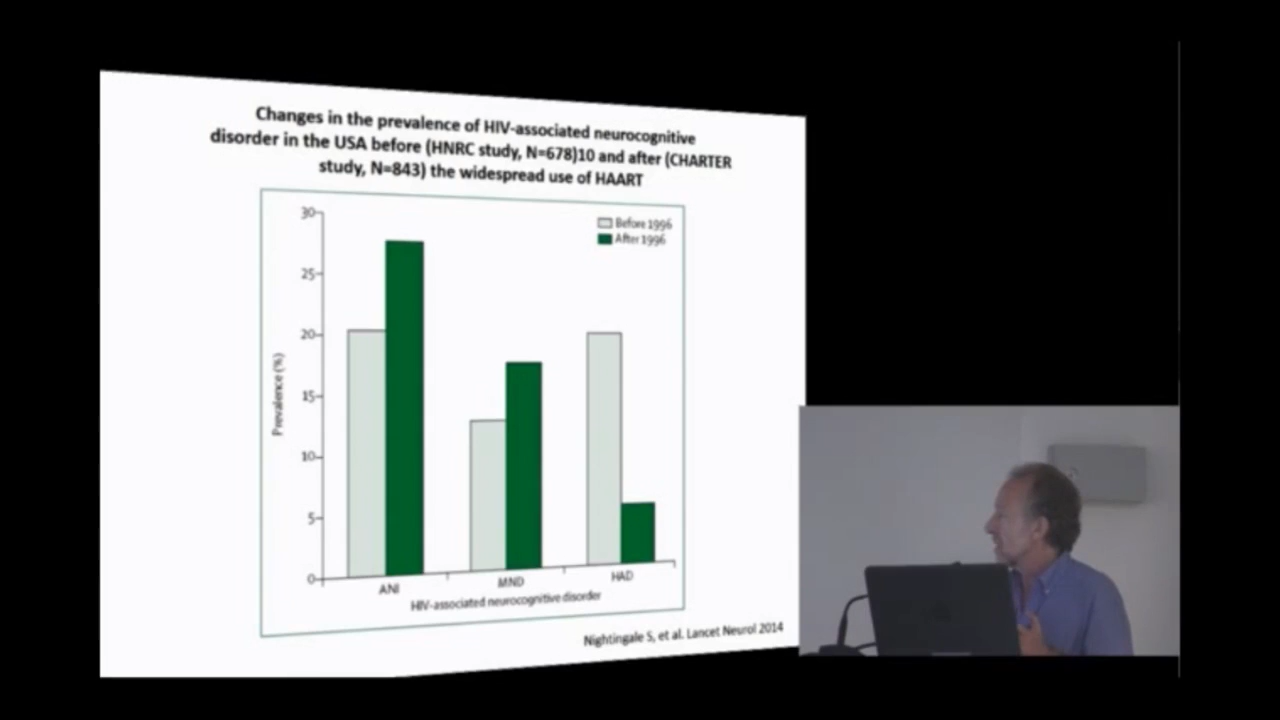 Changes in the prevalence of HIV-associated neurocognitive
disorder in the USA before (HNRC study, N=678)10 and after (CHARTER
study, N=843) the widespread use of HAART
Before 1996
After 1996
30
25
20
15
10
5
0
Prevalence (%)
ANI
MND
HAD
HIV-associated neurocognitive disorder
Nightingale S, et al. Lancet Neurol 2014